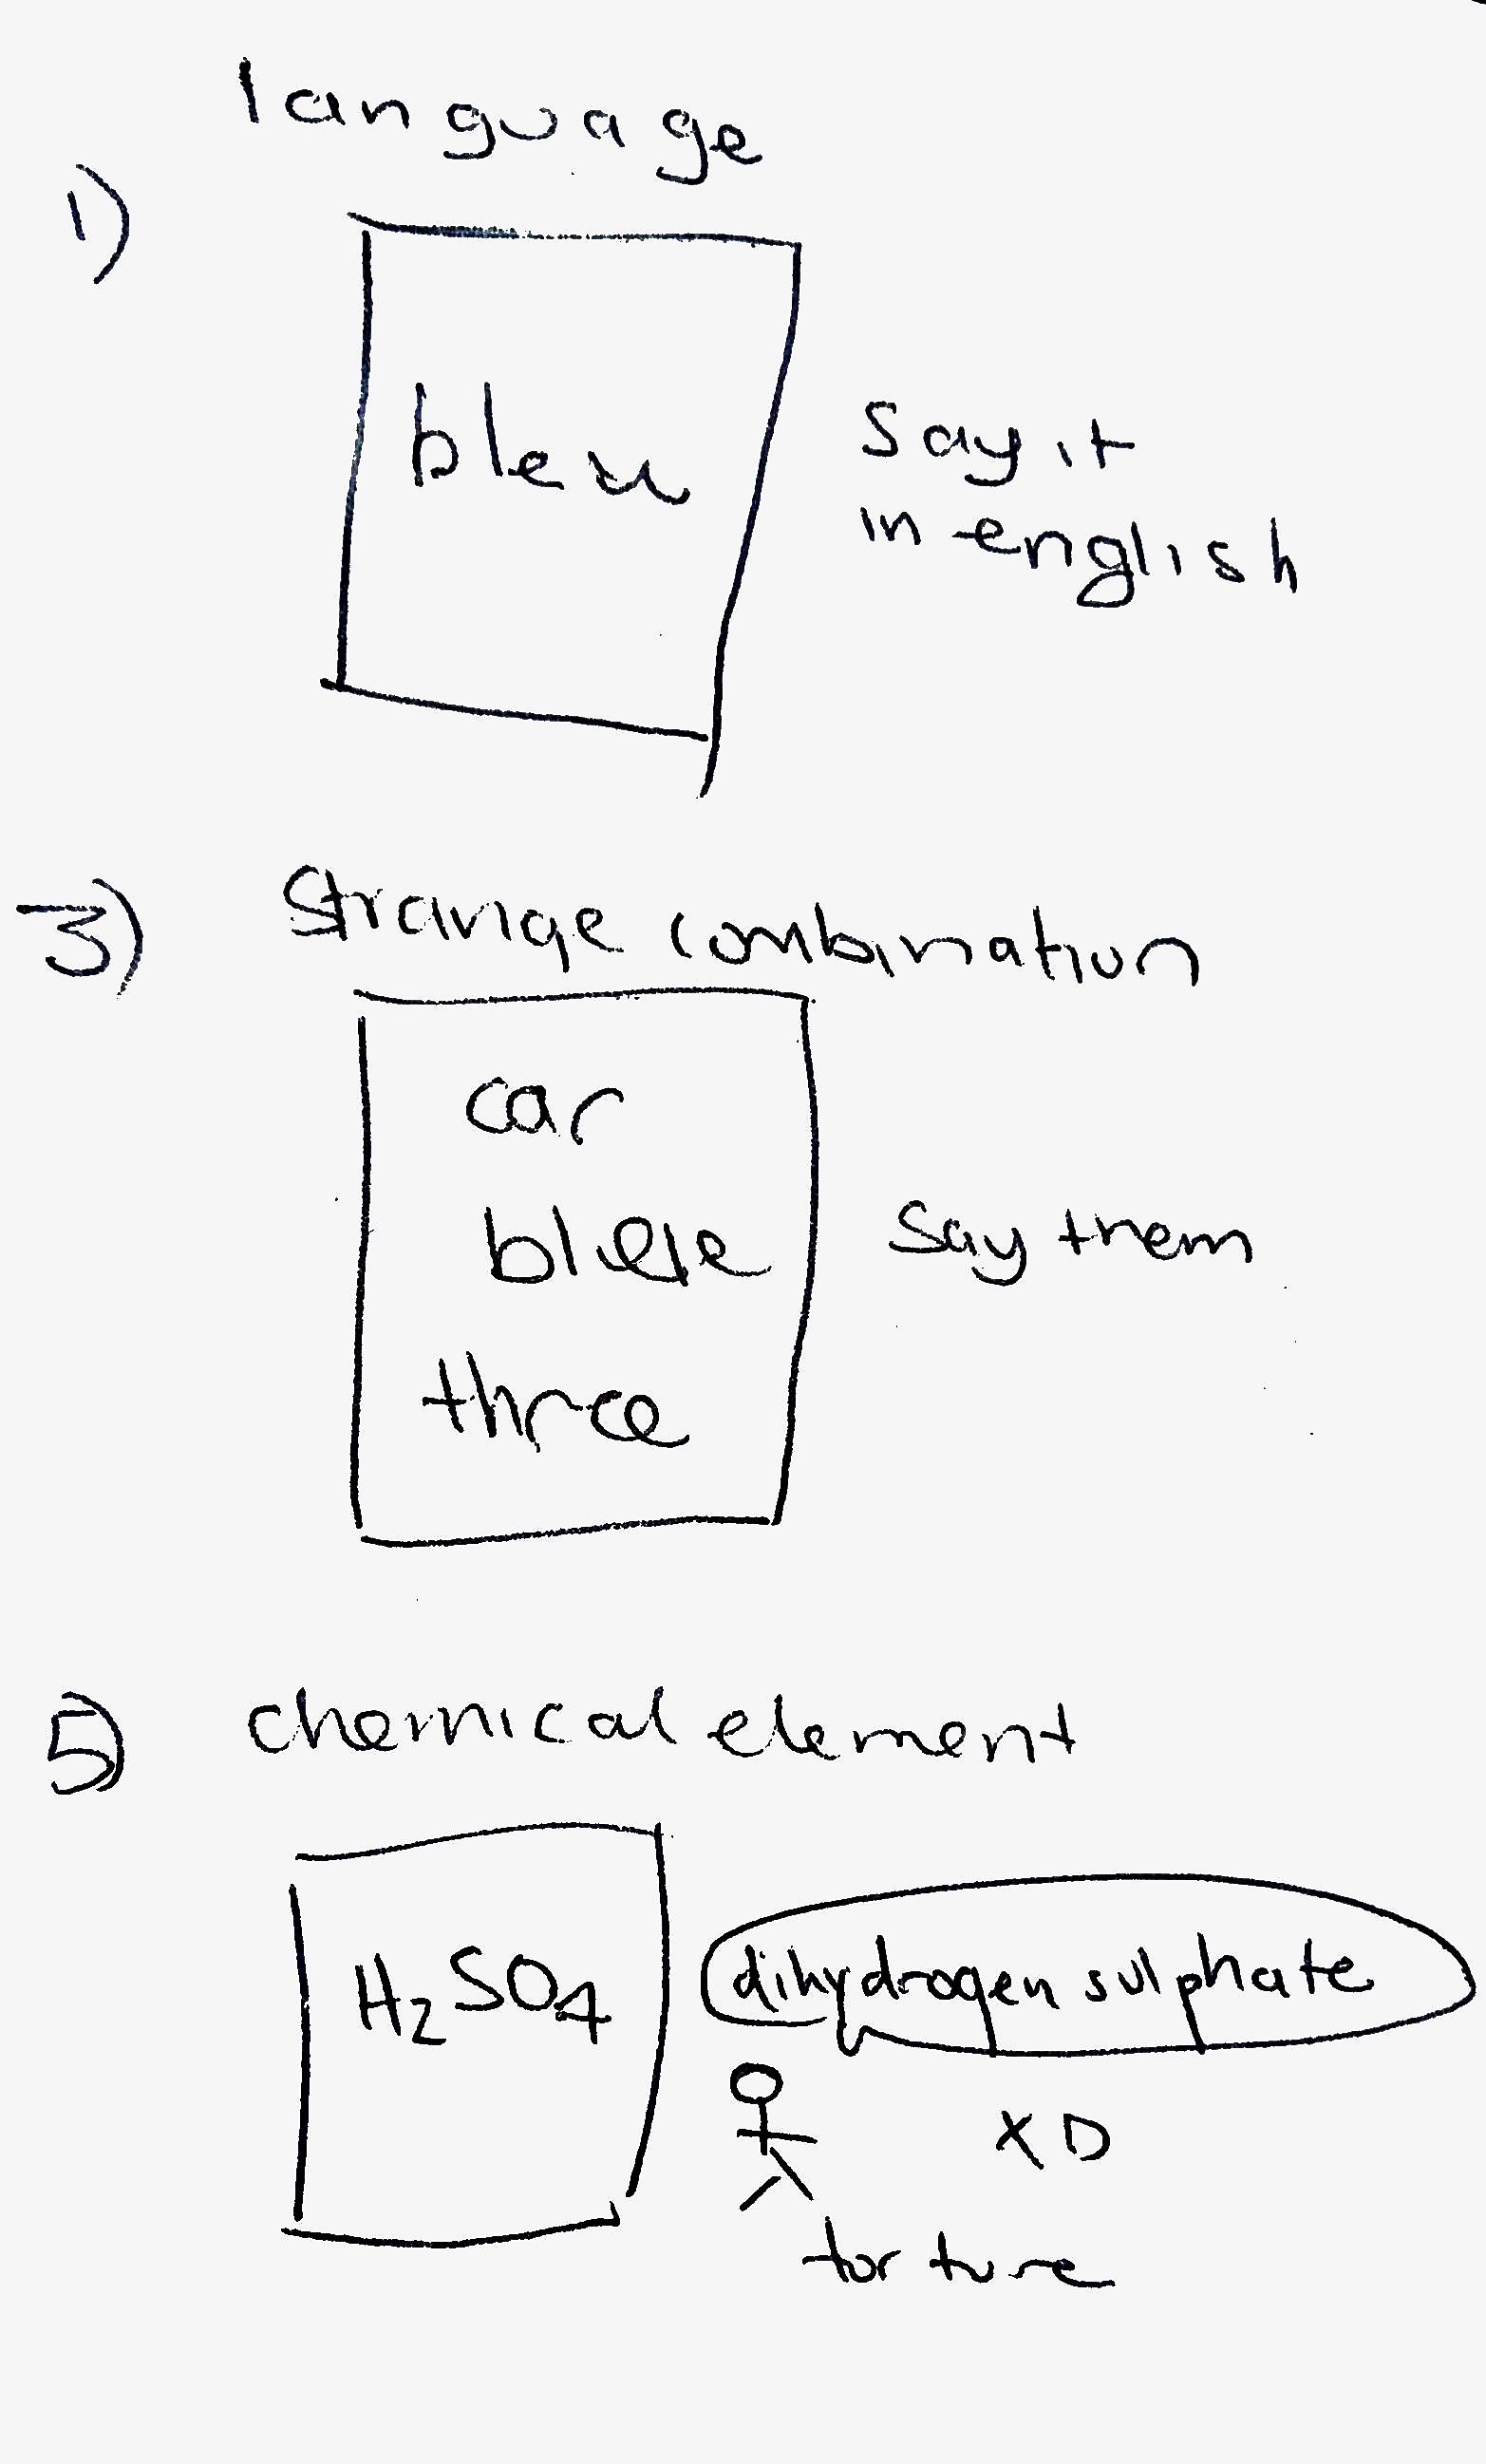 language
1)
bleu
say it
in english
3) Strange combination
car
blue
three
say them
5) chemical element
H₂SO₄
dihydrogen sulphate
XD
torture